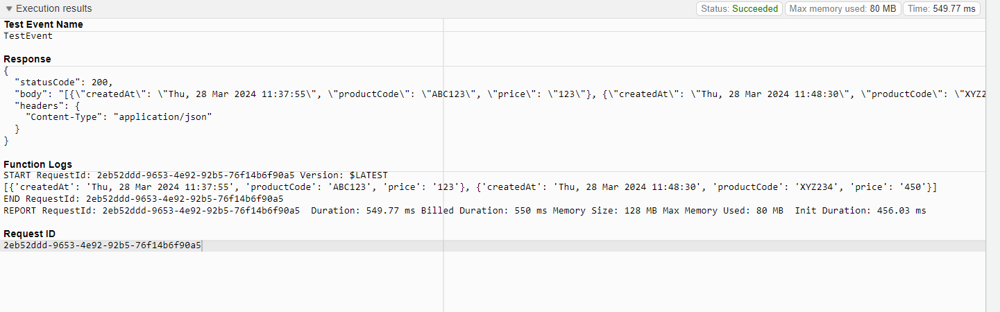 ▼ Execution results Status: Succeeded Max memory used: 80 MB Time: 549.77 ms
Test Event Name
TestEvent
Response
{
  "statusCode": 200,
  "body": "[{\"createdAt\": \"Thu, 28 Mar 2024 11:37:55\", \"productCode\": \"ABC123\", \"price\": \"123\"}, {\"createdAt\": \"Thu, 28 Mar 2024 11:48:30\", \"productCode\": \"XYZ2
  "headers": {
    "Content-Type": "application/json"
  }
}
Function Logs
START RequestId: 2eb52ddd-9653-4e92-92b5-76f14b6f90a5 Version: $LATEST
[{'createdAt': 'Thu, 28 Mar 2024 11:37:55', 'productCode': 'ABC123', 'price': '123'}, {'createdAt': 'Thu, 28 Mar 2024 11:48:30', 'productCode': 'XYZ234', 'price': '450'}]
END RequestId: 2eb52ddd-9653-4e92-92b5-76f14b6f90a5
REPORT RequestId: 2eb52ddd-9653-4e92-92b5-76f14b6f90a5  Duration: 549.77 ms Billed Duration: 550 ms Memory Size: 128 MB Max Memory Used: 80 MB  Init Duration: 456.03 ms
Request ID
2eb52ddd-9653-4e92-92b5-76f14b6f90a5